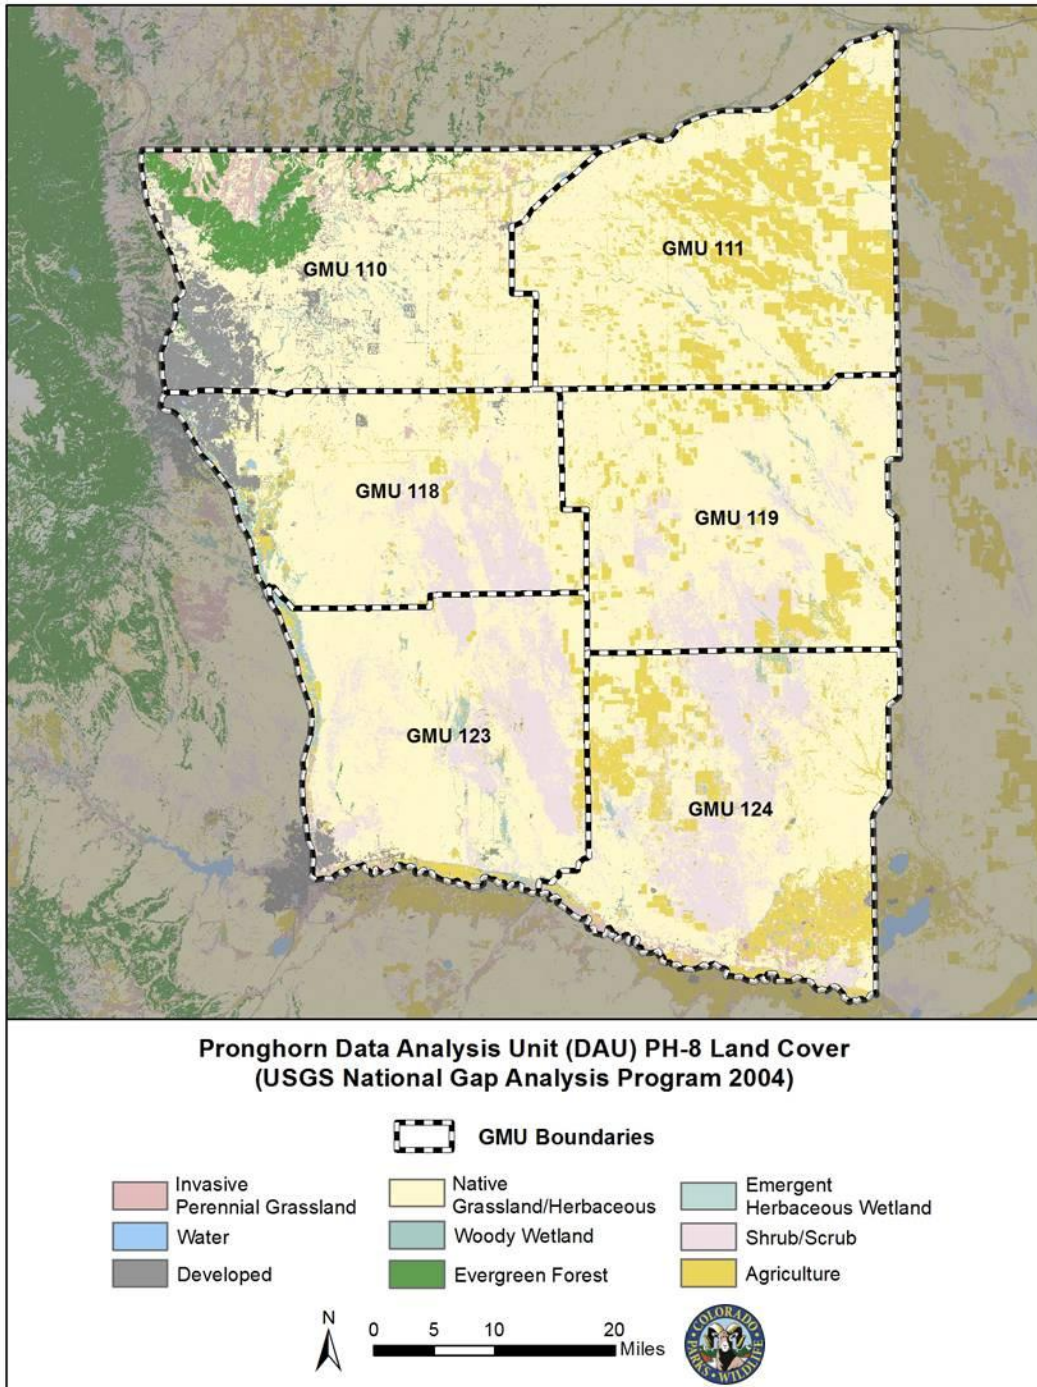 GMU 110
GMU 111
GMU 118
GMU 119
GMU 123
GMU 124
Pronghorn Data Analysis Unit (DAU) PH-8 Land Cover
(USGS National Gap Analysis Program 2004)
GMU Boundaries
Invasive
Perennial Grassland
Native
Grassland/Herbaceous
Emergent
Herbaceous Wetland
Water
Woody Wetland
Shrub/Scrub
Developed
Evergreen Forest
Agriculture
N
0 5 10 20
Miles
COLORADO
PARKS WILDLIFE